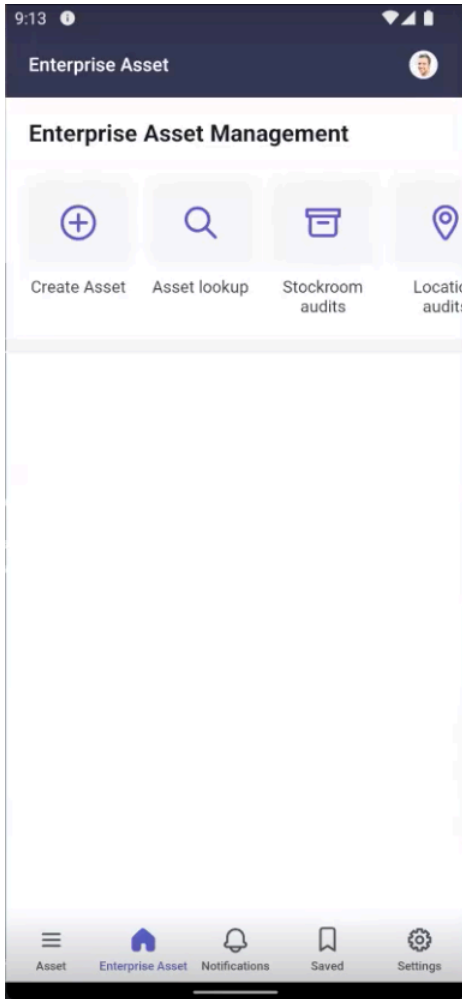 9:13
Enterprise Asset
Enterprise Asset Management
Create Asset
Asset lookup
Stockroom
audits
Asset
Enterprise Asset
Notifications
Saved
Settings